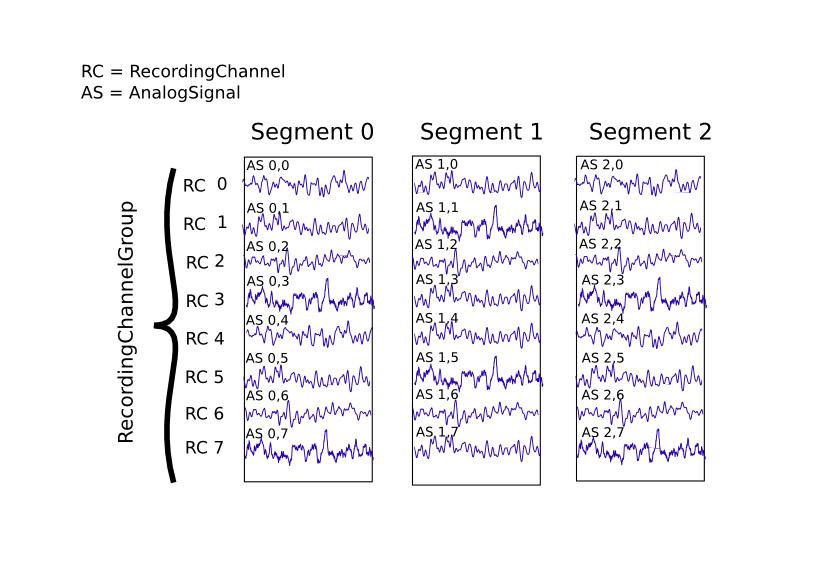 RC = RecordingChannel
AS = AnalogSignal
Segment 0 Segment 1 Segment 2
RecordingChannelGroup
RC 0 AS 0,0 AS 1,0 AS 2,0
RC 1 AS 0,1 AS 1,1 AS 2,1
RC 2 AS 0,2 AS 1,2 AS 2,2
RC 3 AS 0,3 AS 1,3 AS 2,3
RC 4 AS 0,4 AS 1,4 AS 2,4
RC 5 AS 0,5 AS 1,5 AS 2,5
RC 6 AS 0,6 AS 1,6 AS 2,6
RC 7 AS 0,7 AS 1,7 AS 2,7